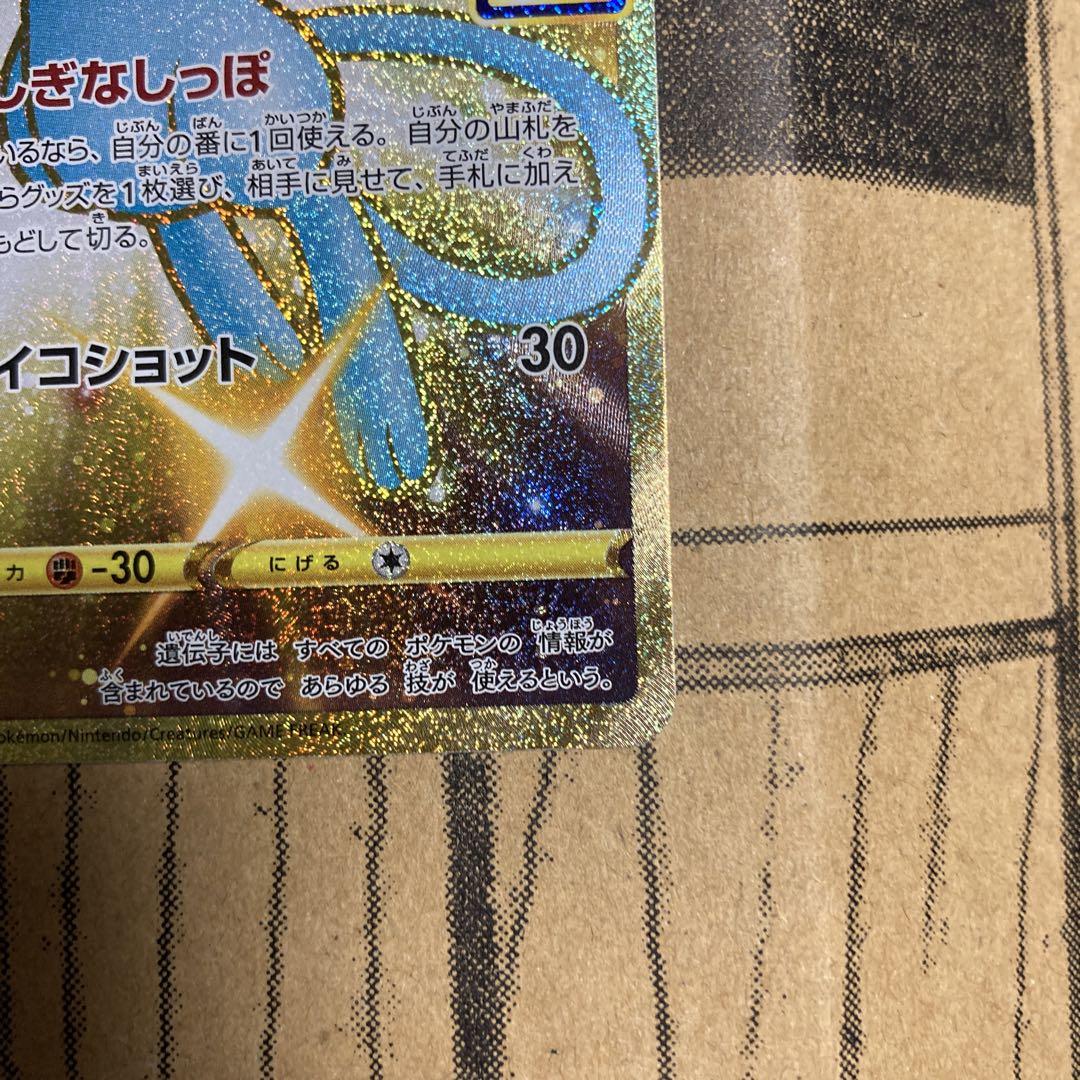 しぎなしっぽ
いるなら、自分の番に1回使える。自分の山札を
らグッズを1枚選び、相手に見せて、手札に加え
もどして切る。
イコショット 30
カ -30 にげる
遺伝子には すべての ポケモンの 情報が
含まれているので あらゆる 技が 使えるという。
okémon/Nintendo/Creatures/GAME FREAK